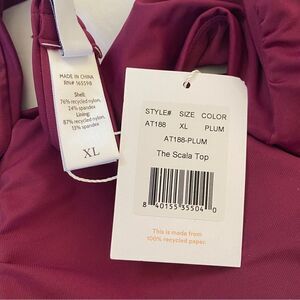 MADE IN CHINA
RN# 165598
Shell:
76% recycled nylon,
24% spandex
Lining:
87% recycled nylon,
13% spandex
XL
STYLE# SIZE COLOR
AT188 XL PLUM
AT188-PLUM
The Scala Top
8 40155 35504 0
This is made from
100% recycled paper.